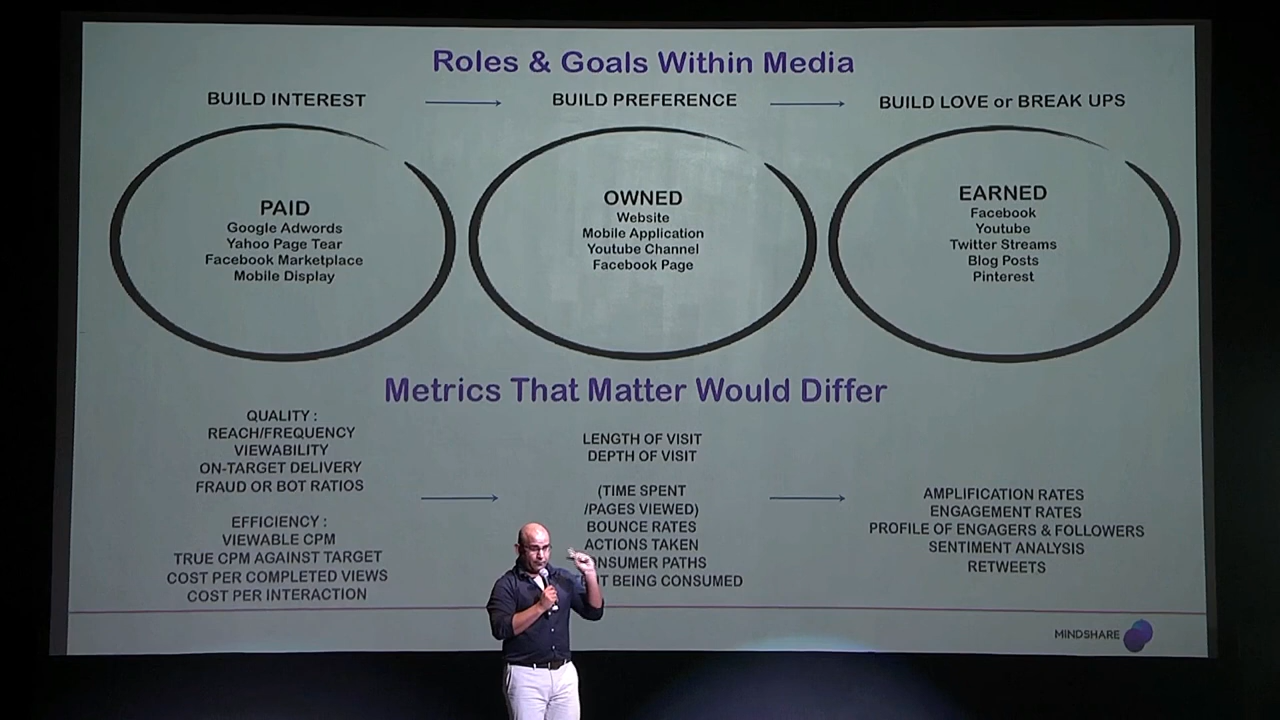 Roles & Goals Within Media
BUILD INTEREST
BUILD PREFERENCE
BUILD LOVE or BREAK UPS
PAID
Google Adwords
Yahoo Page Tear
Facebook Marketplace
Mobile Display
OWNED
Website
Mobile Application
Youtube Channel
Facebook Page
EARNED
Facebook
Youtube
Twitter Streams
Blog Posts
Pinterest
Metrics That Matter Would Differ
QUALITY :
REACH/FREQUENCY
VIEWABILITY
ON-TARGET DELIVERY
FRAUD OR BOT RATIOS
EFFICIENCY :
VIEWABLE CPM
TRUE CPM AGAINST TARGET
COST PER COMPLETED VIEWS
COST PER INTERACTION
LENGTH OF VISIT
DEPTH OF VISIT
(TIME SPENT
/PAGES VIEWED)
BOUNCE RATES
ACTIONS TAKEN
PATHS
BEING CONSUMED
AMPLIFICATION RATES
ENGAGEMENT RATES
PROFILE OF ENGAGERS & FOLLOWERS
SENTIMENT ANALYSIS
RETWEETS
MINDSHARE